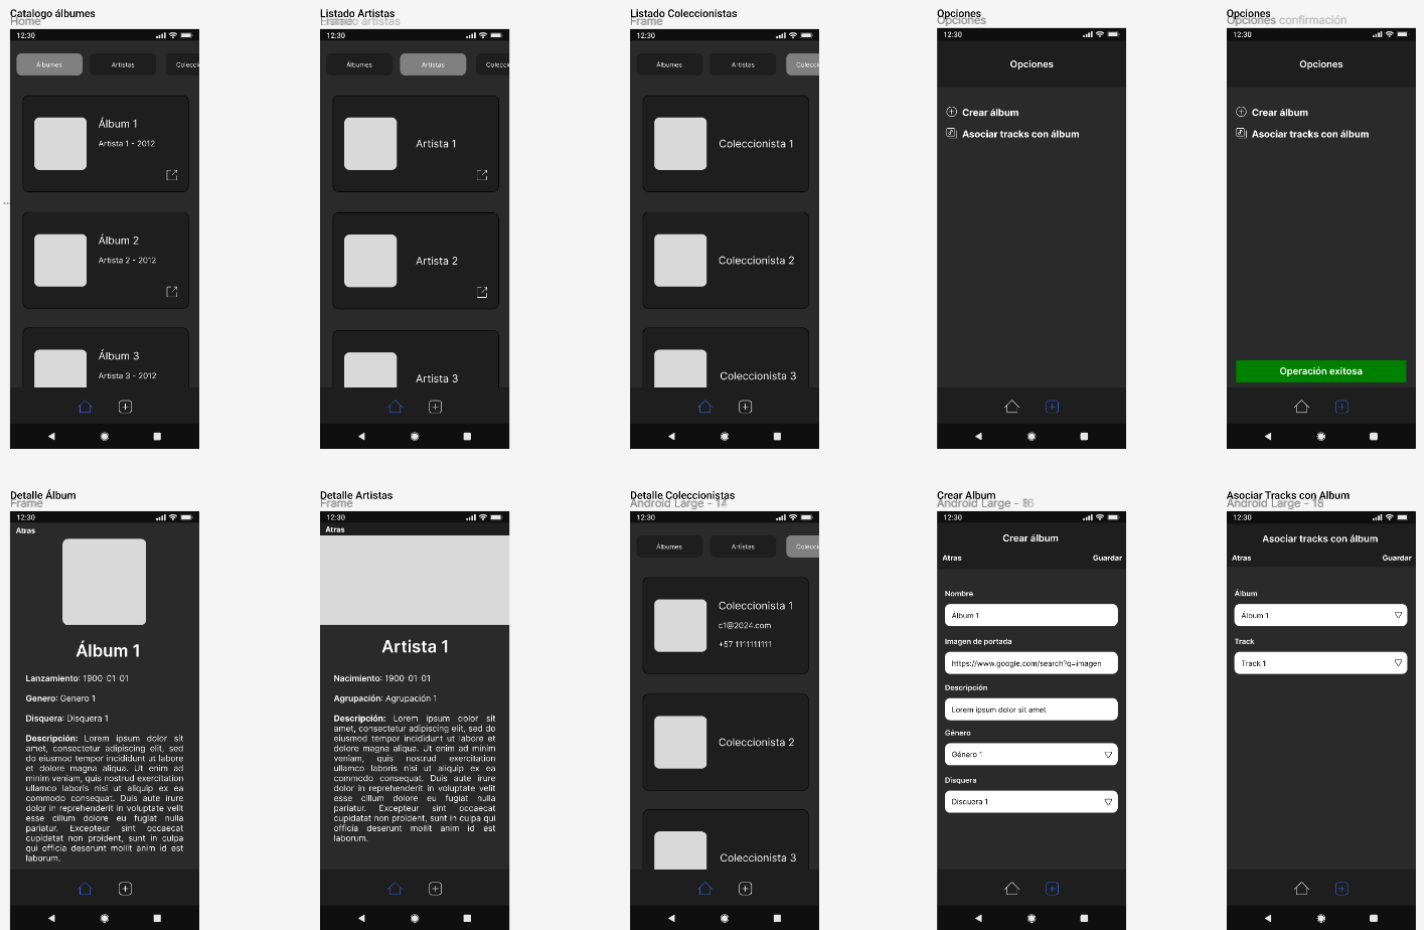 Catalogo álbumes
Home
12:30
Álbumes
Artistas
Álbum 1
Artista 1 - 2012
Álbum 2
Artista 2 - 2012
Álbum 3
Artista 3 - 2012
Listado Artistas
12:30
Álbumes
Artistas
Artista 1
Artista 2
Artista 3
Listado Coleccionistas
Frame
12:30
Álbumes
Artistas
Coleccionista 1
Coleccionista 2
Coleccionista 3
Opciones
Opciones
12:30
Opciones
Crear álbum
Asociar tracks con álbum
Opciones
Opciones confirmación
12:30
Opciones
Crear álbum
Asociar tracks con álbum
Operación exitosa
Detalle Álbum
Frame
12:30
Atras
Álbum 1
Lanzamiento: 1900-01-01
Genero: Genero 1
Disquera: Disquera 1
Descripción: Lorem ipsum dolor sit
amet, consectetur adipiscing elit, sed
do eiusmod tempor incididunt ut labore
et dolore magna aliqua. Ut enim ad
minim veniam, quis nostrud exercitation
ullamco laboris nisi ut aliquip ex ea
commodo consequat. Duis aute irure
dolor in reprehenderit in voluptate velit
esse cillum dolore eu fugiat nulla
pariatur. Excepteur sint occaecat
cupidatat non proident, sunt in culpa
qui officia deserunt mollit anim id est
laborum.
Detalle Artistas
Frame
12:30
Atras
Artista 1
Nacimiento: 1900-01-01
Agrupación: Agrupación 1
Descripción: Lorem ipsum dolor sit
amet, consectetur adipiscing elit, sed do
eiusmod tempor incididunt ut labore et
dolore magna aliqua. Ut enim ad minim
veniam, quis nostrud exercitation
ullamco laboris nisi ut aliquip ex ea
commodo consequat. Duis aute irure
dolor in reprehenderit in voluptate velit
esse cillum dolore eu fugiat nulla
pariatur. Excepteur sint occaecat
cupidatat non proident, sunt in culpa qui
officia deserunt mollit anim id est
laborum.
Detalle Coleccionistas
Android Large -
12:30
Álbumes
Artistas
Coleccionista 1
c1@2024.com
+57 1111111111
Coleccionista 2
Coleccionista 3
Crear Album
Android Large -
12:30
Crear álbum
Atras
Guardar
Nombre
Álbum 1
Imagen de portada
https://www.google.com/search?q=imagen
Descripción
Lorem ipsum dolor sit amet
Género
Género 1
Disquera
Disquera 1
Asociar Tracks con Album
Android Large -
12:30
Asociar tracks con álbum
Atras
Guardar
Álbum
Álbum 1
Track
Track 1